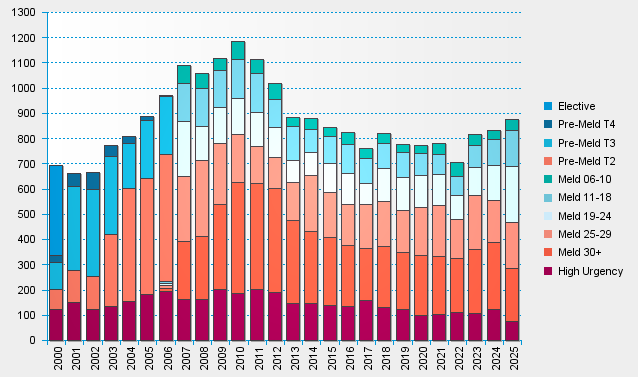 1300
1200
1100
1000
900
800
700
600
500
400
300
200
100
0
2000 2001 2002 2003 2004 2005 2006 2007 2008 2009 2010 2011 2012 2013 2014 2015 2016 2017 2018 2019 2020 2021 2022 2023 2024 2025
Elective
Pre-Meld T4
Pre-Meld T3
Pre-Meld T2
Meld 06-10
Meld 11-18
Meld 19-24
Meld 25-29
Meld 30+
High Urgency